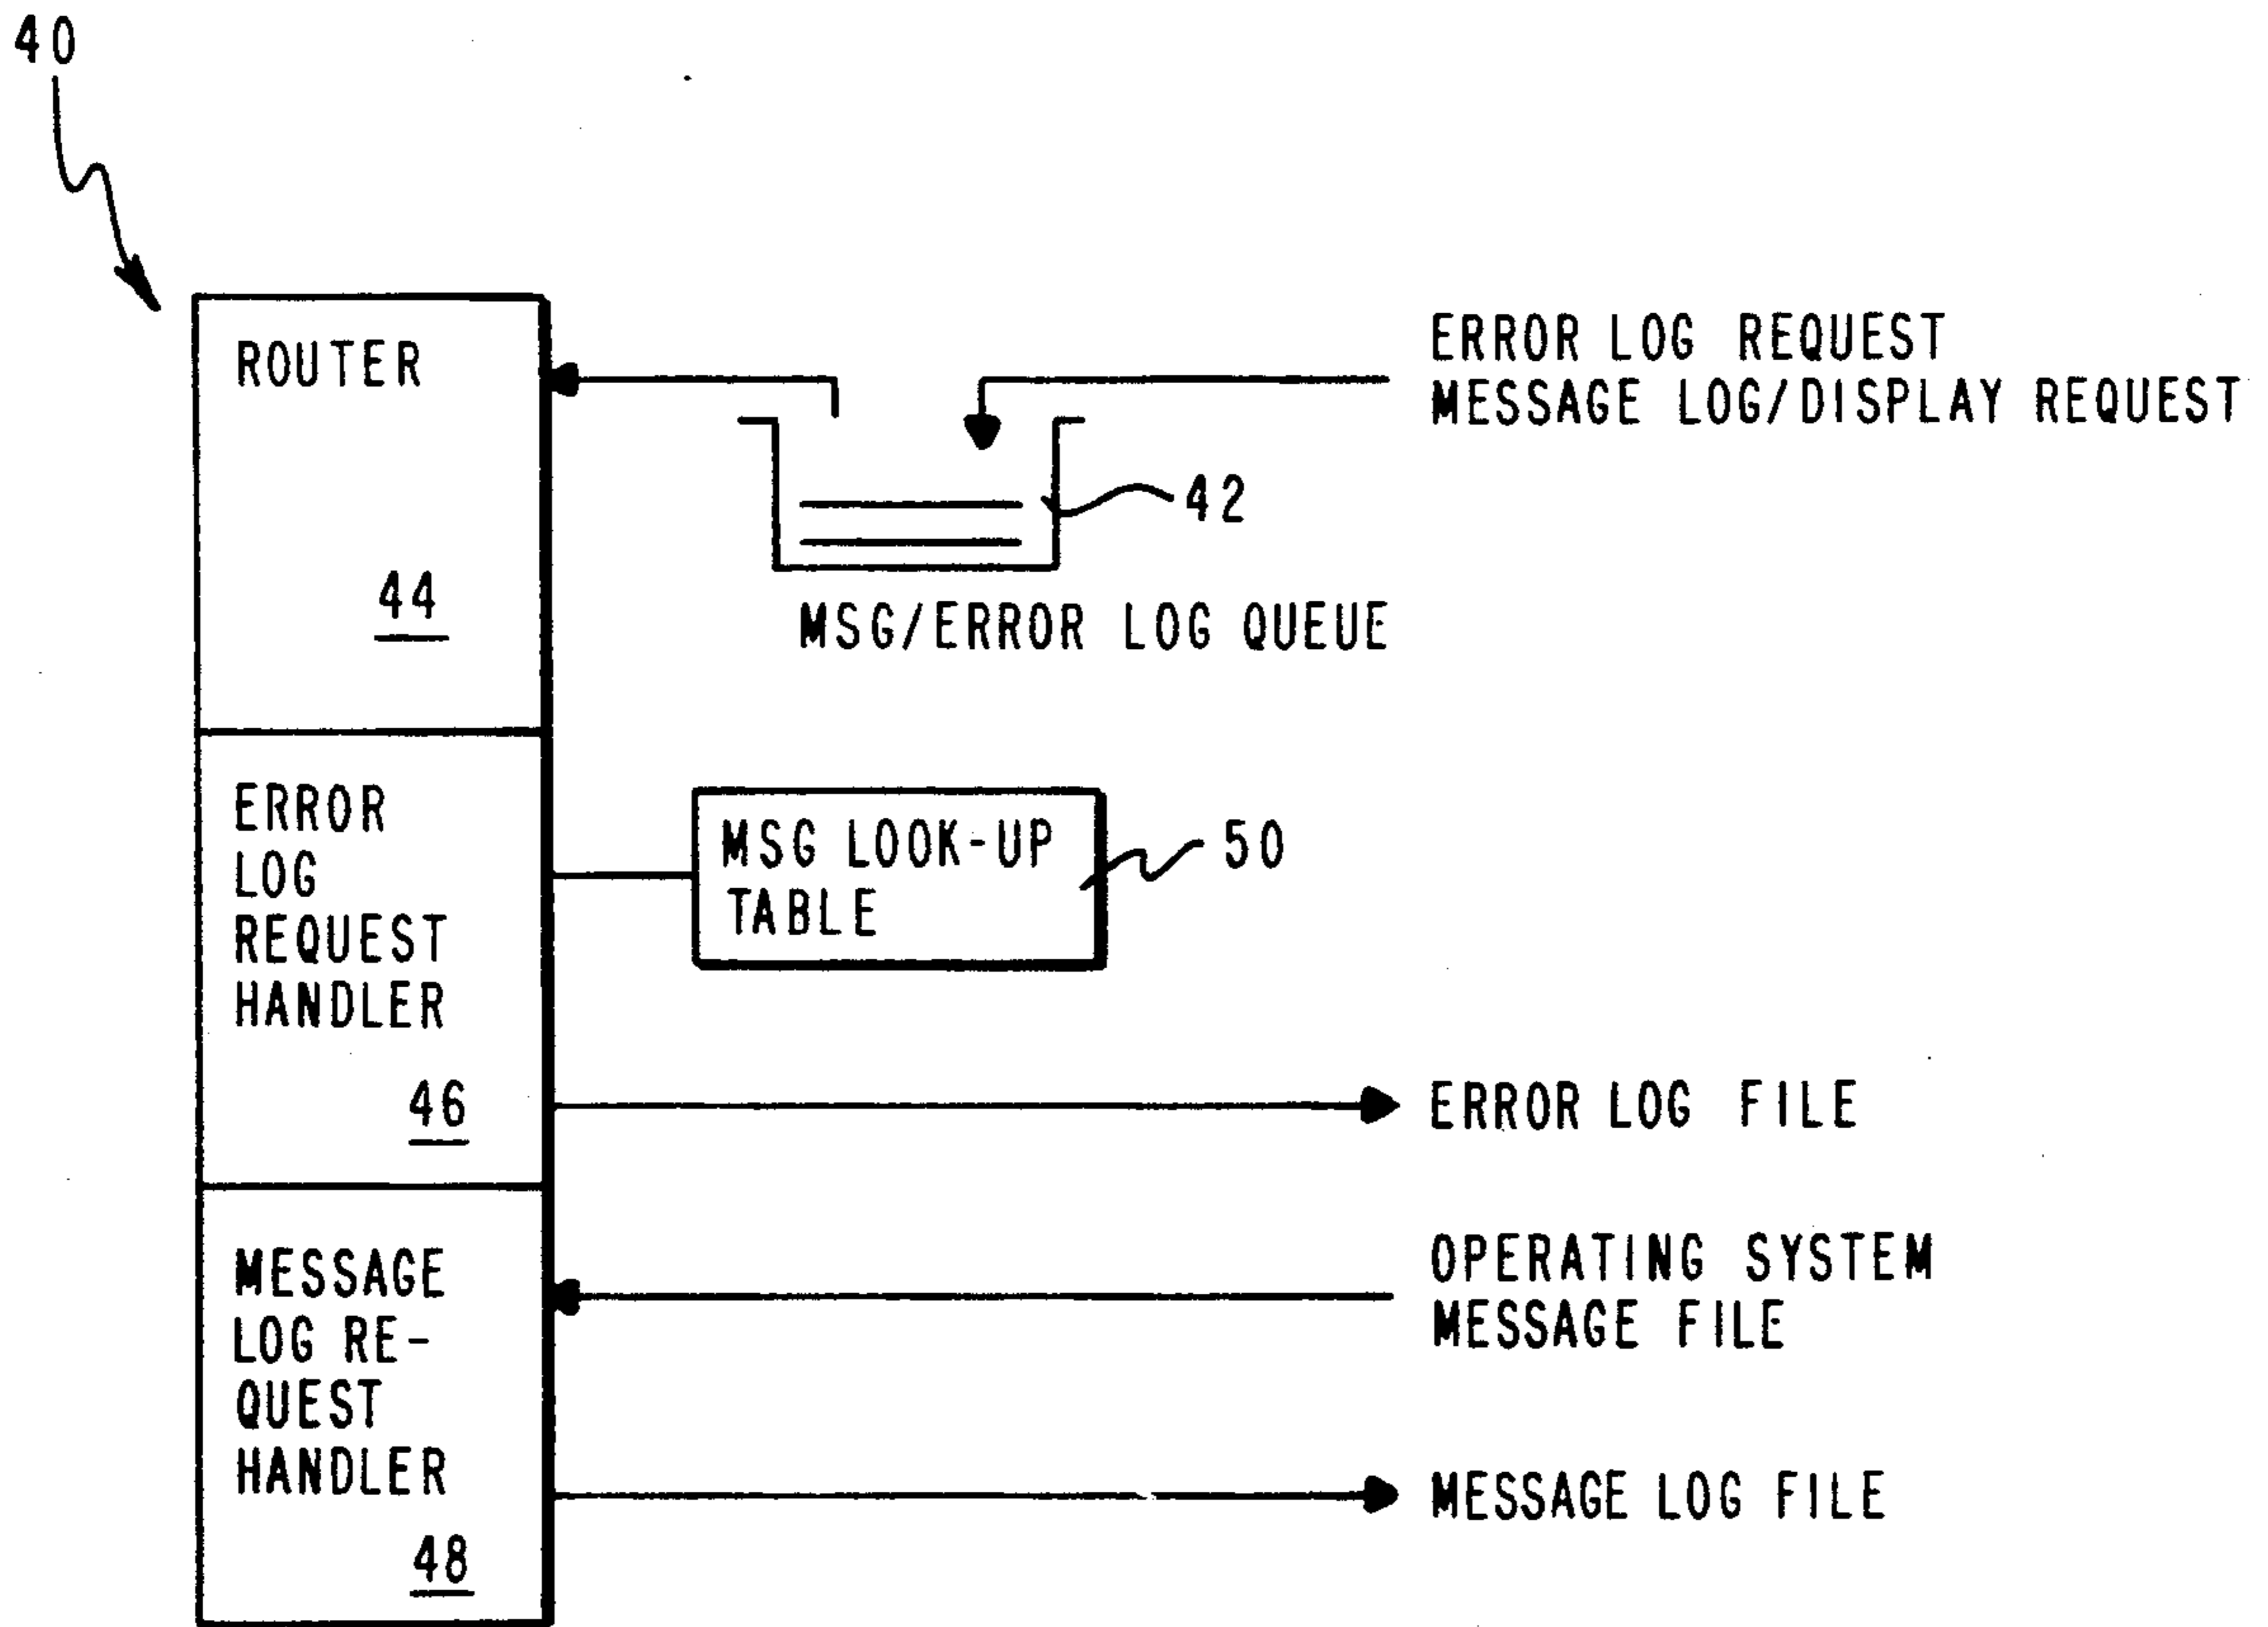 40
ROUTER
44
ERROR LOG REQUEST
MESSAGE LOG/DISPLAY REQUEST
42
MSG/ERROR LOG QUEUE
ERROR
LOG
REQUEST
HANDLER
46
MSG LOOK-UP
TABLE
50
ERROR LOG FILE
MESSAGE
LOG RE-
QUEST
HANDLER
48
OPERATING SYSTEM
MESSAGE FILE
MESSAGE LOG FILE